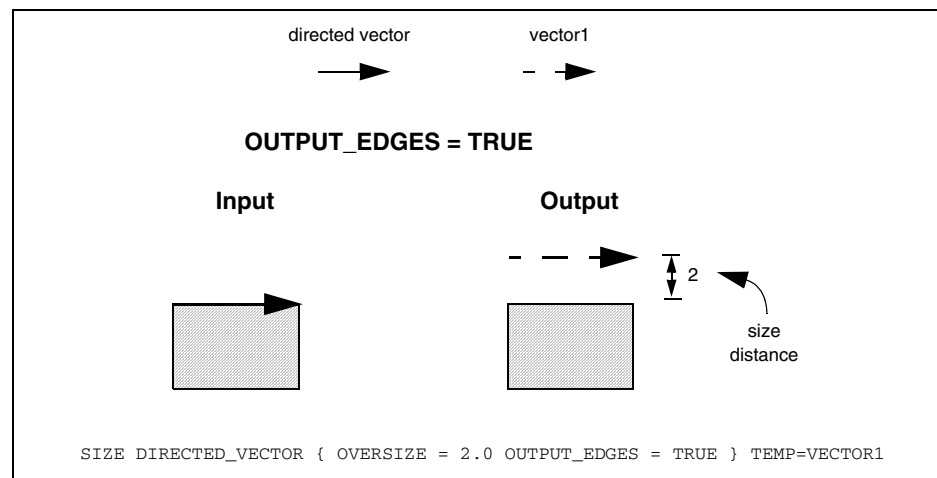 directed vector vector1
OUTPUT_EDGES = TRUE
Input Output
2
size
distance
SIZE DIRECTED_VECTOR { OVERSIZE = 2.0 OUTPUT_EDGES = TRUE } TEMP=VECTOR1